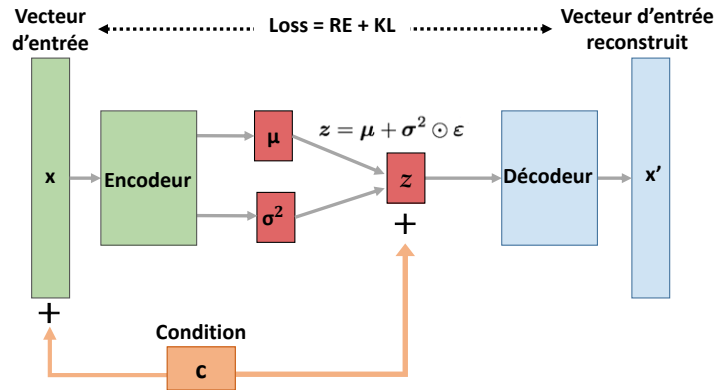 Vecteur
d'entrée
Loss = RE + KL
Vecteur d'entrée
reconstruit
x
Encodeur
μ
σ²
z = μ + σ² ⊙ ε
z
+
Décodeur
x'
+
Condition
c